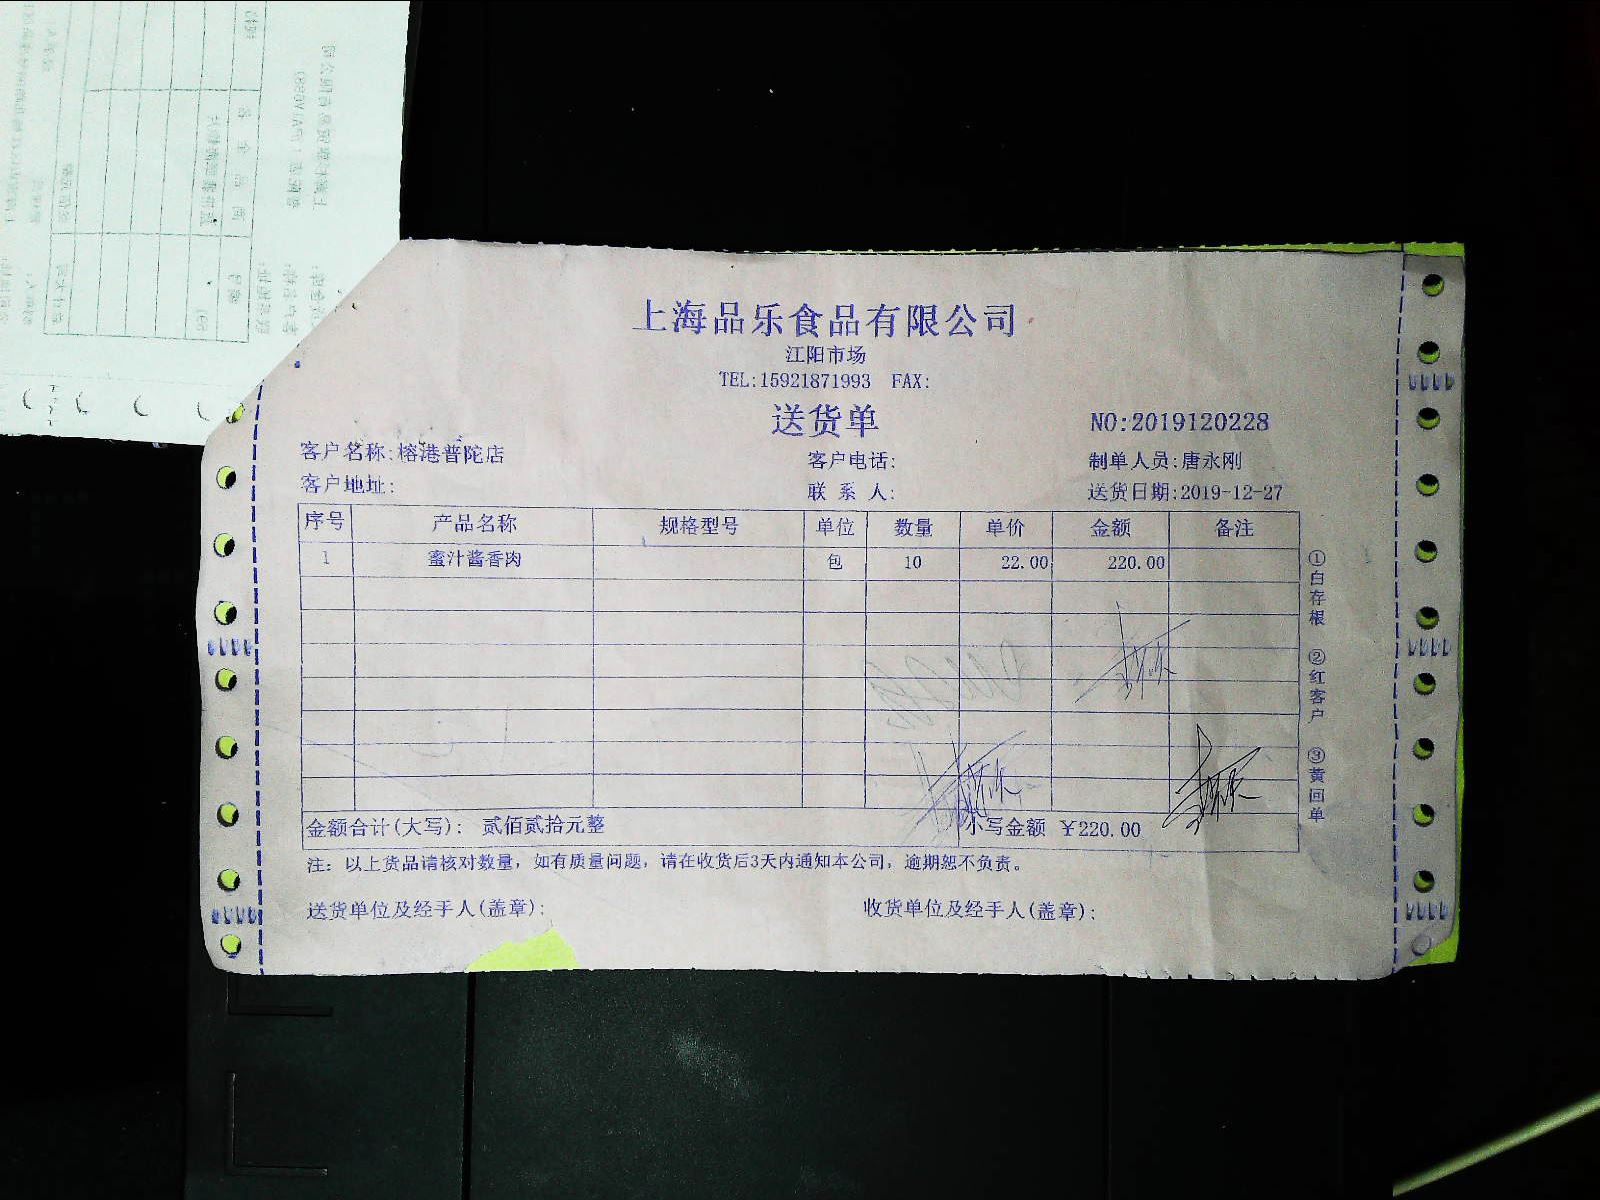 上海品乐食品有限公司
江阳市场
TEL:15921871993 FAX:
送货单
NO:2019120228
客户名称:榕港普陀店 客户电话: 制单人员:唐永刚
客户地址: 联 系 人: 送货日期:2019-12-27
序号 产品名称 规格型号 单位 数量 单价 金额 备注
1 蜜汁酱香肉 包 10 22.00 220.00
金额合计(大写): 贰佰贰拾元整 小写金额 ¥220.00
注: 以上货品请核对数量, 如有质量问题, 请在收货后3天内通知本公司, 逾期恕不负责。
送货单位及经手人(盖章): 收货单位及经手人(盖章):
①白存根 ②红客户 ③黄回单